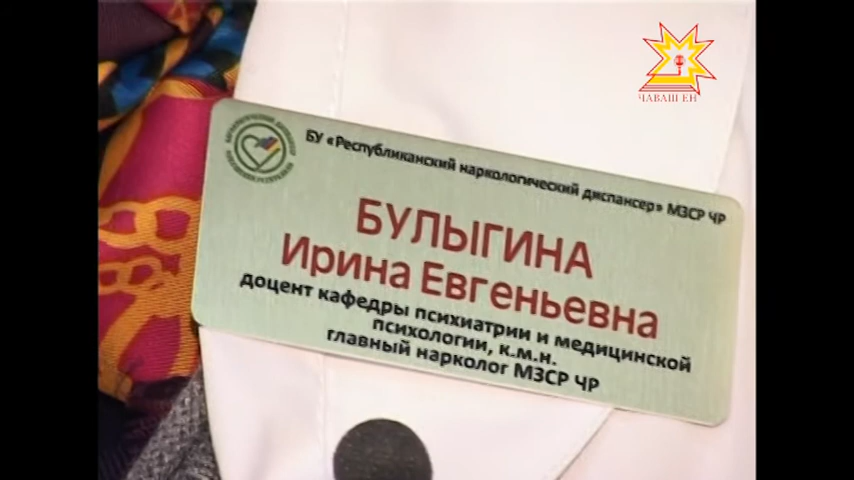 ЧАВАШ ЕН
БУ «Республиканский наркологический диспансер» МЗСР ЧР
БУЛЫГИНА
Ирина Евгеньевна
доцент кафедры психиатрии и медицинской
психологии, к.м.н.
главный нарколог МЗСР ЧР